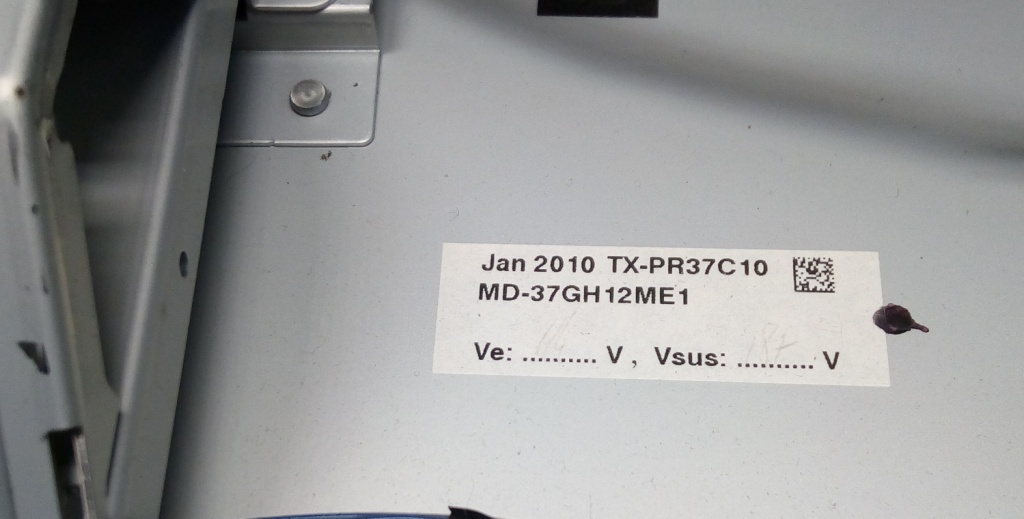 Jan 2010 TX-PR37C10
MD-37GH12ME1
Ve: .......... V , Vsus: .......... V